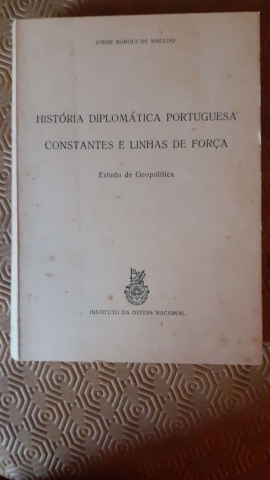 JORGE BORGES DE MACEDO
HISTÓRIA DIPLOMÁTICA PORTUGUESA
CONSTANTES E LINHAS DE FORÇA
Estudo de Geopolítica
INSTITUTO DA DEFESA NACIONAL